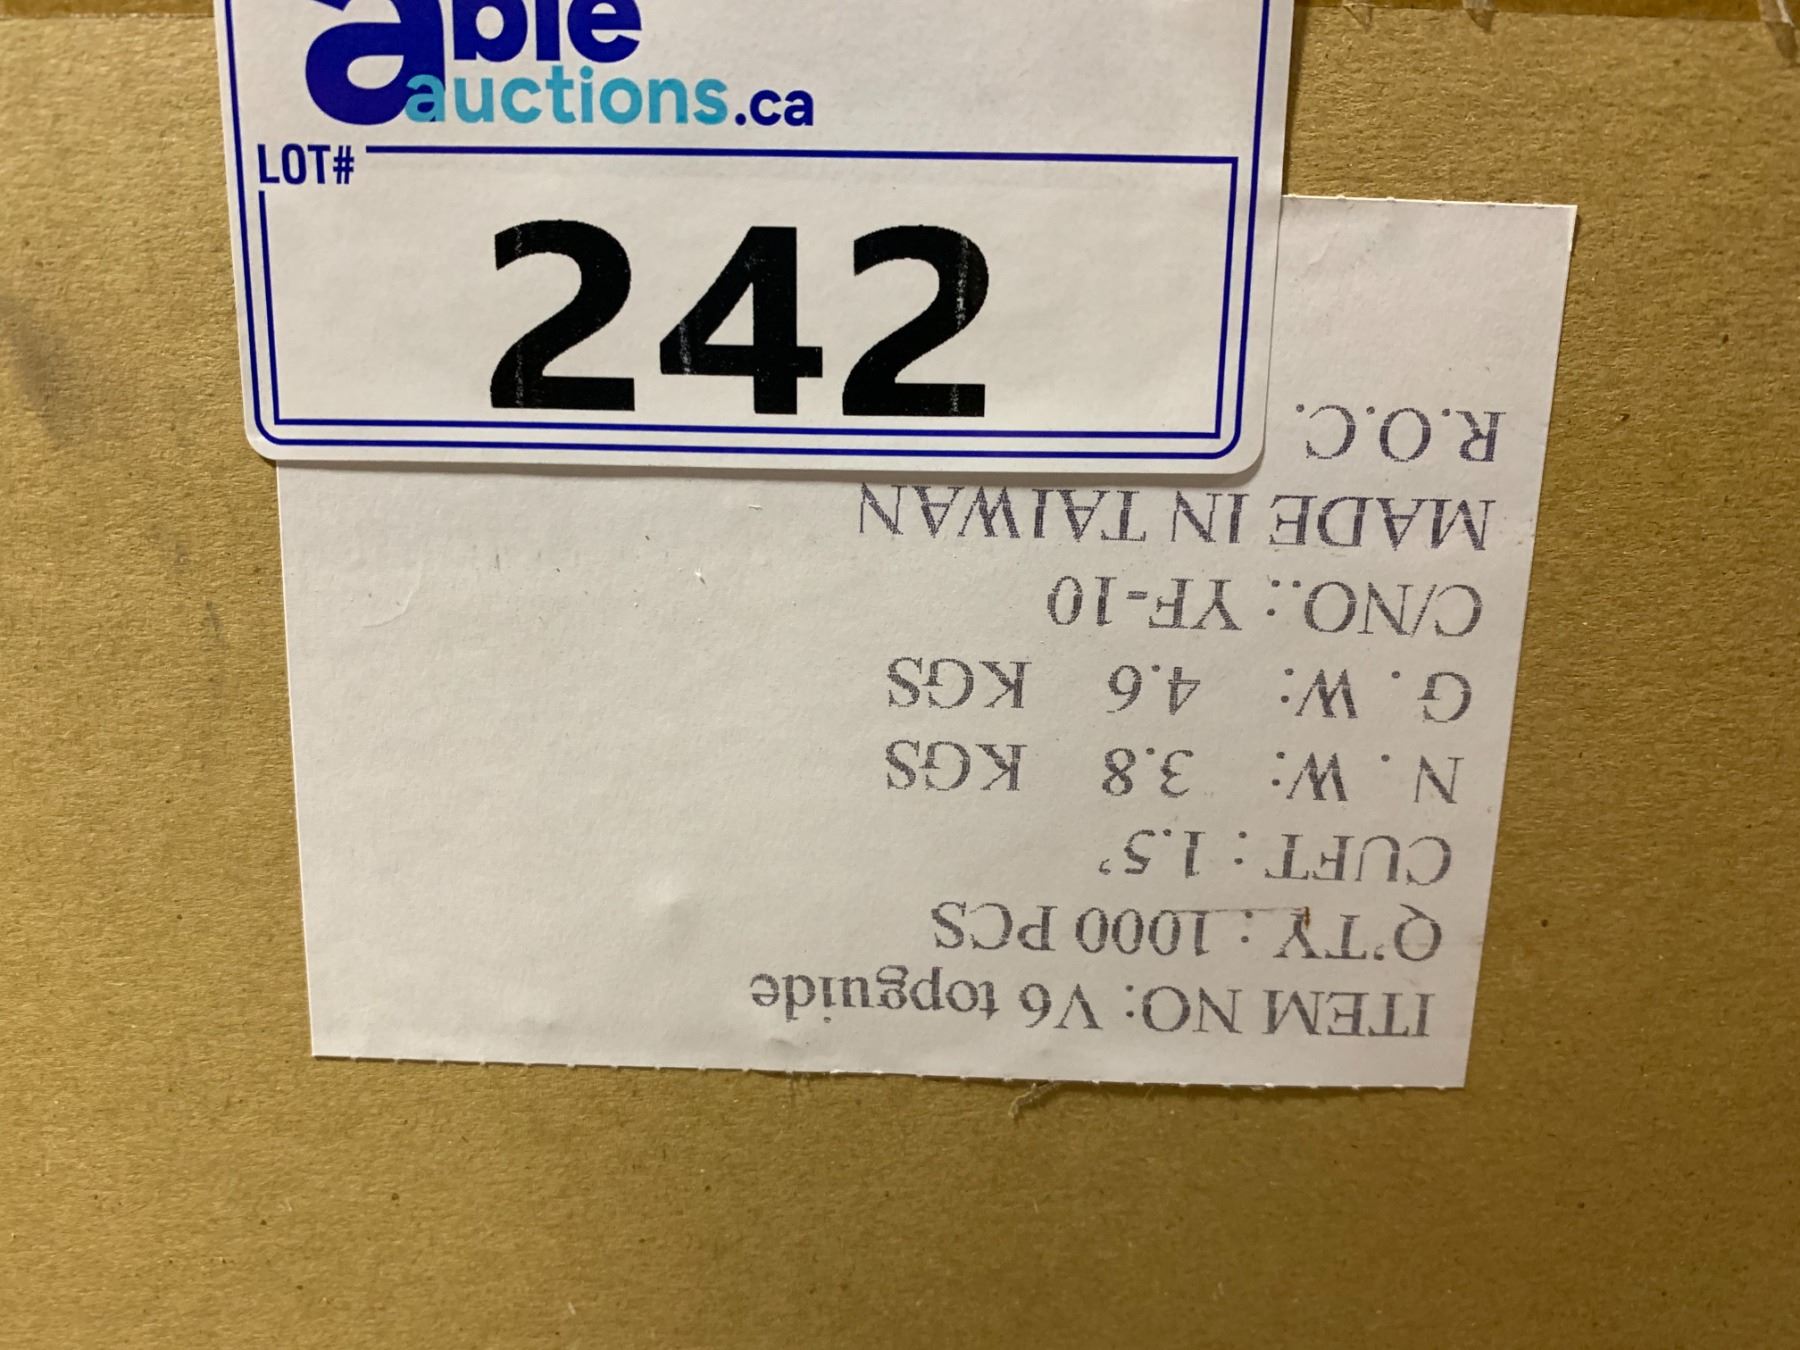 able
auctions.ca
LOT#
242
ITEM NO: V6 topguide
Q'TY : 1000 PCS
CUFT : 1.5'
N . W: 3.8 KGS
G . W: 4.6 KGS
C/NO.: YF-10
MADE IN TAIWAN
R.O.C.